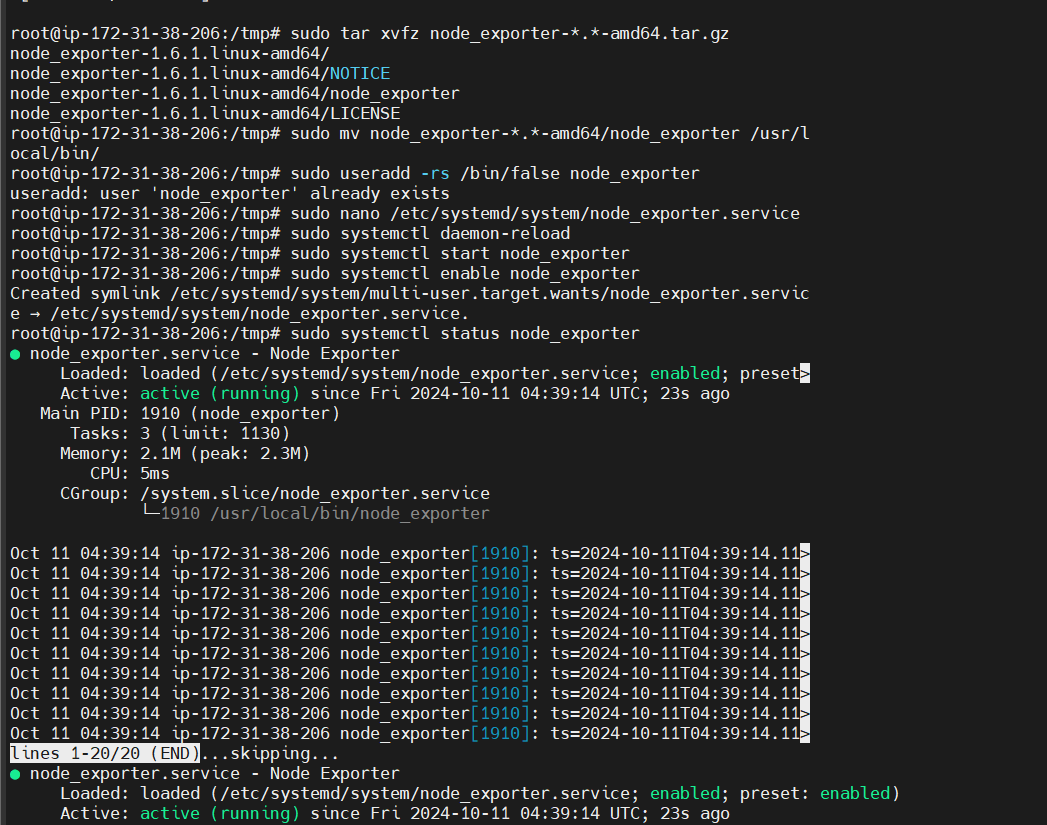 root@ip-172-31-38-206:/tmp# sudo tar xvfz node_exporter-*.*-amd64.tar.gz
node_exporter-1.6.1.linux-amd64/
node_exporter-1.6.1.linux-amd64/NOTICE
node_exporter-1.6.1.linux-amd64/node_exporter
node_exporter-1.6.1.linux-amd64/LICENSE
root@ip-172-31-38-206:/tmp# sudo mv node_exporter-*.*-amd64/node_exporter /usr/l
ocal/bin/
root@ip-172-31-38-206:/tmp# sudo useradd -rs /bin/false node_exporter
useradd: user 'node_exporter' already exists
root@ip-172-31-38-206:/tmp# sudo nano /etc/systemd/system/node_exporter.service
root@ip-172-31-38-206:/tmp# sudo systemctl daemon-reload
root@ip-172-31-38-206:/tmp# sudo systemctl start node_exporter
root@ip-172-31-38-206:/tmp# sudo systemctl enable node_exporter
Created symlink /etc/systemd/system/multi-user.target.wants/node_exporter.servic
e → /etc/systemd/system/node_exporter.service.
root@ip-172-31-38-206:/tmp# sudo systemctl status node_exporter
● node_exporter.service - Node Exporter
     Loaded: loaded (/etc/systemd/system/node_exporter.service; enabled; preset>
     Active: active (running) since Fri 2024-10-11 04:39:14 UTC; 23s ago
   Main PID: 1910 (node_exporter)
      Tasks: 3 (limit: 1130)
     Memory: 2.1M (peak: 2.3M)
        CPU: 5ms
     CGroup: /system.slice/node_exporter.service
             └─1910 /usr/local/bin/node_exporter
Oct 11 04:39:14 ip-172-31-38-206 node_exporter[1910]: ts=2024-10-11T04:39:14.11>
Oct 11 04:39:14 ip-172-31-38-206 node_exporter[1910]: ts=2024-10-11T04:39:14.11>
Oct 11 04:39:14 ip-172-31-38-206 node_exporter[1910]: ts=2024-10-11T04:39:14.11>
Oct 11 04:39:14 ip-172-31-38-206 node_exporter[1910]: ts=2024-10-11T04:39:14.11>
Oct 11 04:39:14 ip-172-31-38-206 node_exporter[1910]: ts=2024-10-11T04:39:14.11>
Oct 11 04:39:14 ip-172-31-38-206 node_exporter[1910]: ts=2024-10-11T04:39:14.11>
Oct 11 04:39:14 ip-172-31-38-206 node_exporter[1910]: ts=2024-10-11T04:39:14.11>
Oct 11 04:39:14 ip-172-31-38-206 node_exporter[1910]: ts=2024-10-11T04:39:14.11>
Oct 11 04:39:14 ip-172-31-38-206 node_exporter[1910]: ts=2024-10-11T04:39:14.11>
Oct 11 04:39:14 ip-172-31-38-206 node_exporter[1910]: ts=2024-10-11T04:39:14.11>
lines 1-20/20 (END)...skipping...
● node_exporter.service - Node Exporter
     Loaded: loaded (/etc/systemd/system/node_exporter.service; enabled; preset: enabled)
     Active: active (running) since Fri 2024-10-11 04:39:14 UTC; 23s ago